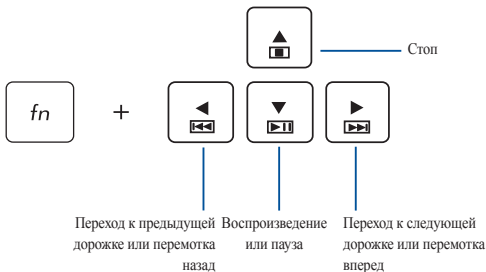 Стоп
fn
+
Переход к предыдущей
дорожке или перемотка
назад
Воспроизведение
или пауза
Переход к следующей
дорожке или перемотка
вперед